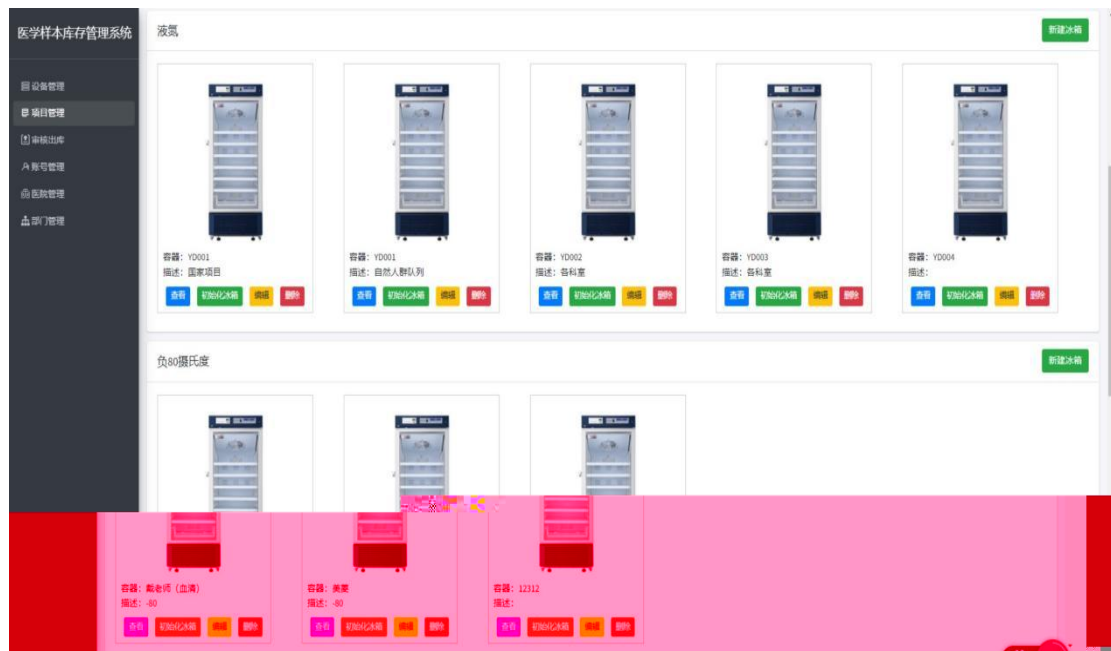 医学样本库存管理系统
设备管理
项目管理
审核出库
账号管理
医院管理
部门管理
液氮
新建冰箱
容器：YD001
描述：国家项目
查看 初始化冰箱 编辑 删除
容器：YD001
描述：自然人群队列
查看 初始化冰箱 编辑 删除
容器：YD002
描述：各科室
查看 初始化冰箱 编辑 删除
容器：YD003
描述：各科室
查看 初始化冰箱 编辑 删除
容器：YD004
描述：
查看 初始化冰箱 编辑 删除
负80摄氏度
新建冰箱
容器：戴老师（血清）
描述：-80
查看 初始化冰箱 编辑 删除
容器：美菱
描述：-80
查看 初始化冰箱 编辑 删除
容器：12312
描述：
查看 初始化冰箱 编辑 删除